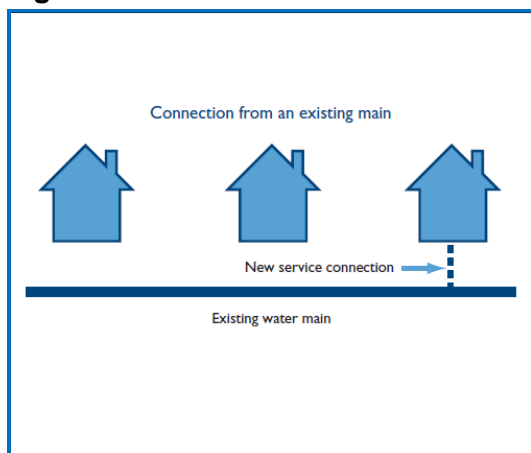 Connection from an existing main
New service connection
Existing water main